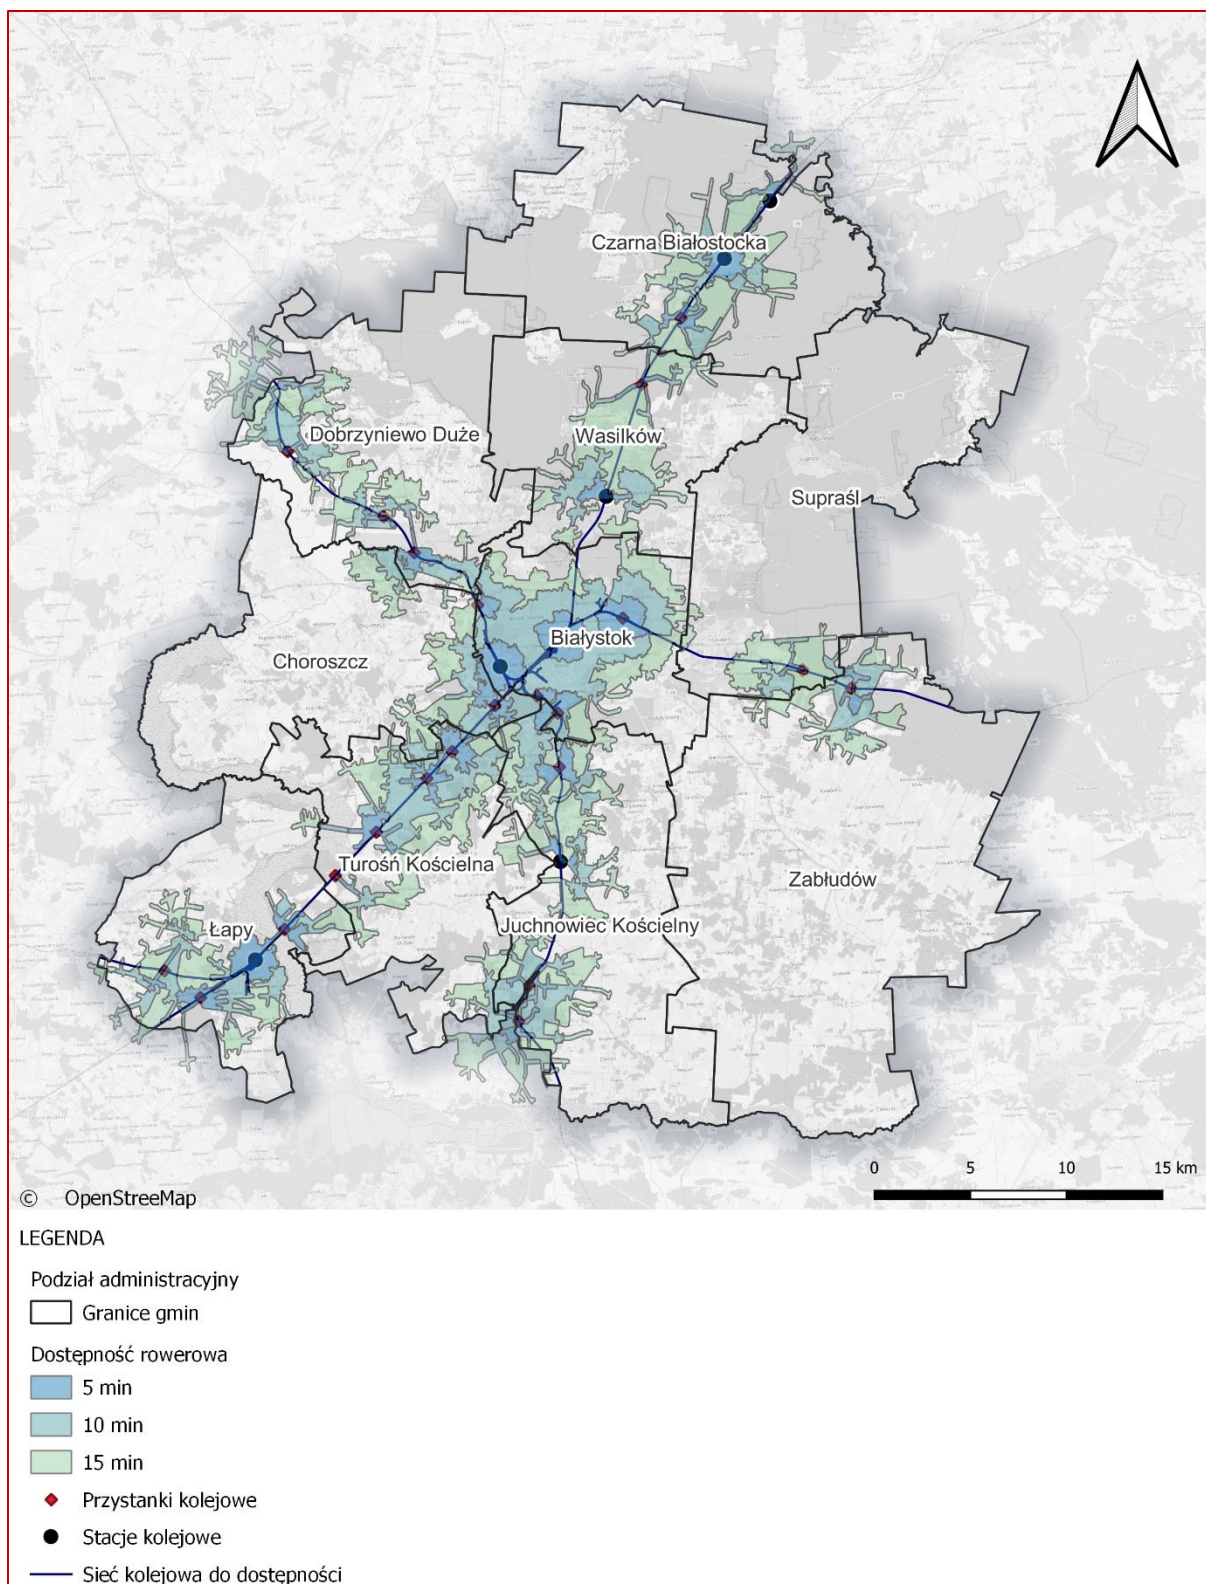 Czarna Białostocka
Dobrzyniewo Duże
Wasilków
Supraśl
Białystok
Choroszcz
Turośń Kościelna
Zabłudów
Łapy
Juchnowiec Kościelny
0 5 10 15 km
© OpenStreeMap
LEGENDA
Podział administracyjny
Granice gmin
Dostępność rowerowa
5 min
10 min
15 min
Przystanki kolejowe
Stacje kolejowe
Sieć kolejowa do dostępności